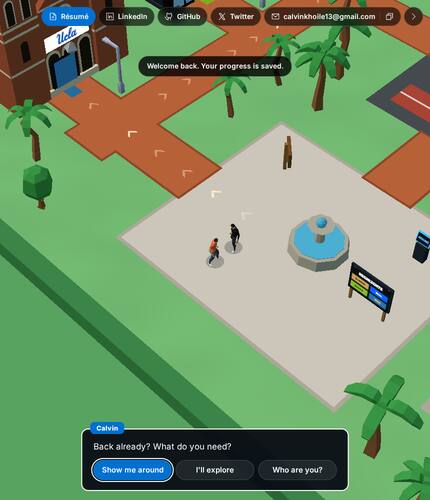 Résumé
LinkedIn
GitHub
Twitter
calvinkhoile13@gmail.com
Ucla
Welcome back. Your progress is saved.
Calvin
Back already? What do you need?
Show me around
I'll explore
Who are you?